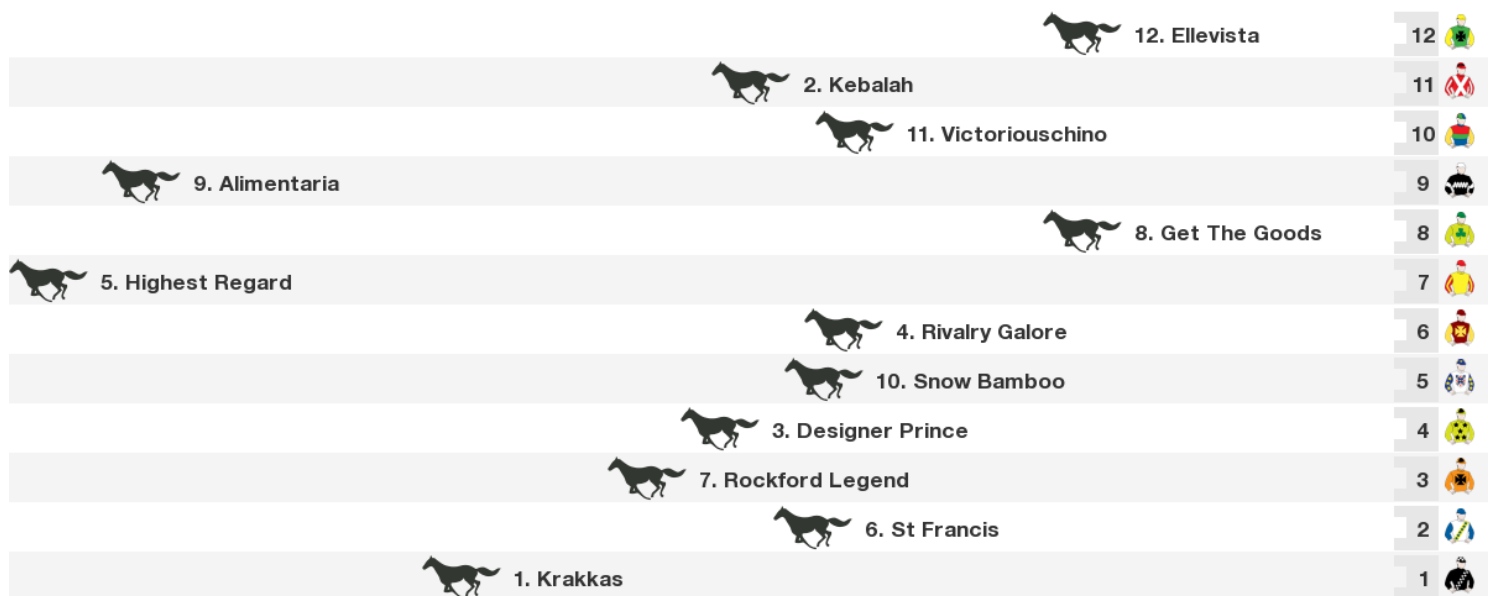 12. Ellevista 12
2. Kebalah 11
11. Victoriouschino 10
9. Alimentaria 9
8. Get The Goods 8
5. Highest Regard 7
4. Rivalry Galore 6
10. Snow Bamboo 5
3. Designer Prince 4
7. Rockford Legend 3
6. St Francis 2
1. Krakkas 1